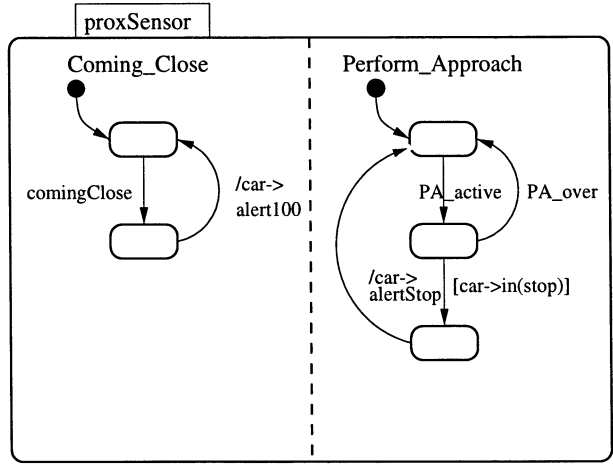 proxSensor
Coming_Close
Perform_Approach
comingClose
/car->
alert100
PA_active
PA_over
/car->
alertStop
[car->in(stop)]